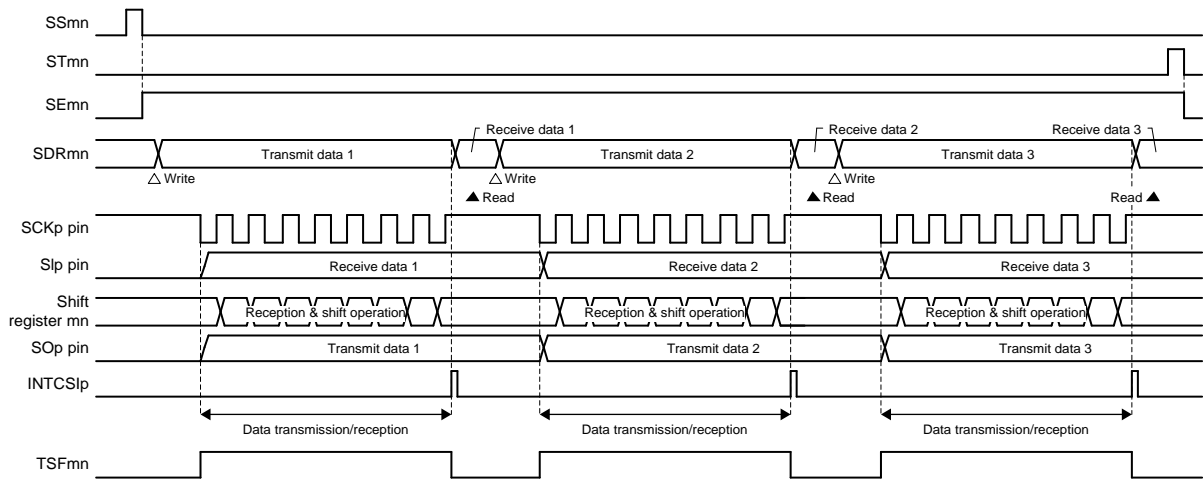 SSmn
STmn
SEmn
Receive data 1
Receive data 2
Receive data 3
SDRmn
Transmit data 1
Transmit data 2
Transmit data 3
△ Write
△ Write
△ Write
▲ Read
▲ Read
Read ▲
SCKp pin
SIp pin
Receive data 1
Receive data 2
Receive data 3
Shift
register mn
Reception & shift operation
Reception & shift operation
Reception & shift operation
SOp pin
Transmit data 1
Transmit data 2
Transmit data 3
INTCSIp
Data transmission/reception
Data transmission/reception
Data transmission/reception
TSFmn